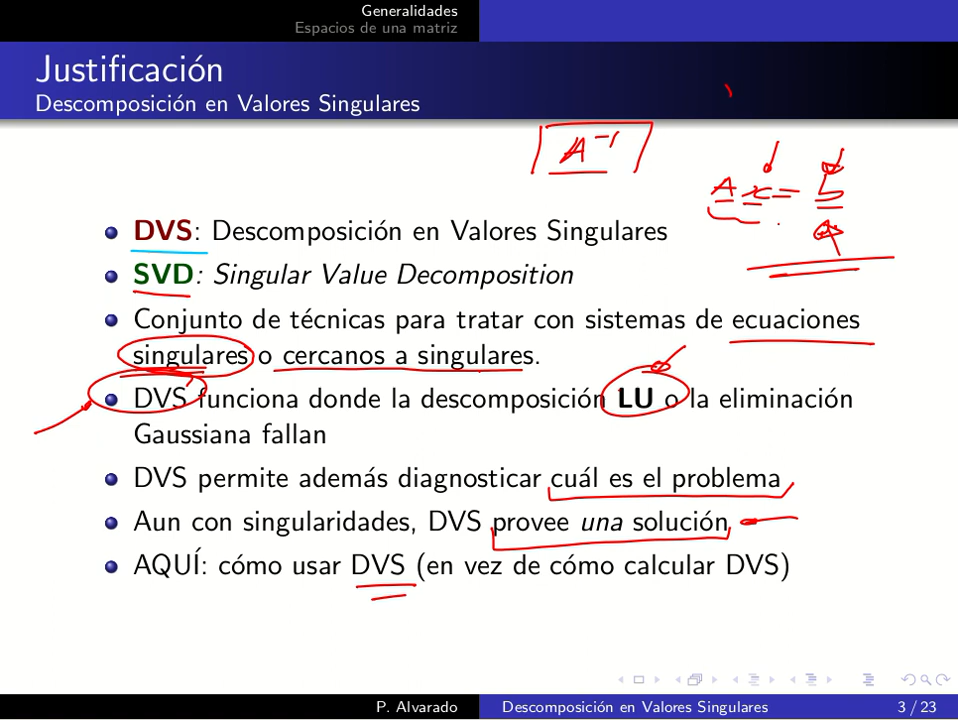 Generalidades
Espacios de una matriz
Justificación
Descomposición en Valores Singulares
A⁻¹
A x = b
DVS: Descomposición en Valores Singulares
SVD: Singular Value Decomposition
Conjunto de técnicas para tratar con sistemas de ecuaciones
singulares o cercanos a singulares.
DVS funciona donde la descomposición LU o la eliminación
Gaussiana fallan
DVS permite además diagnosticar cuál es el problema
Aun con singularidades, DVS provee una solución
AQUÍ: cómo usar DVS (en vez de cómo calcular DVS)
P. Alvarado
Descomposición en Valores Singulares
3 / 23